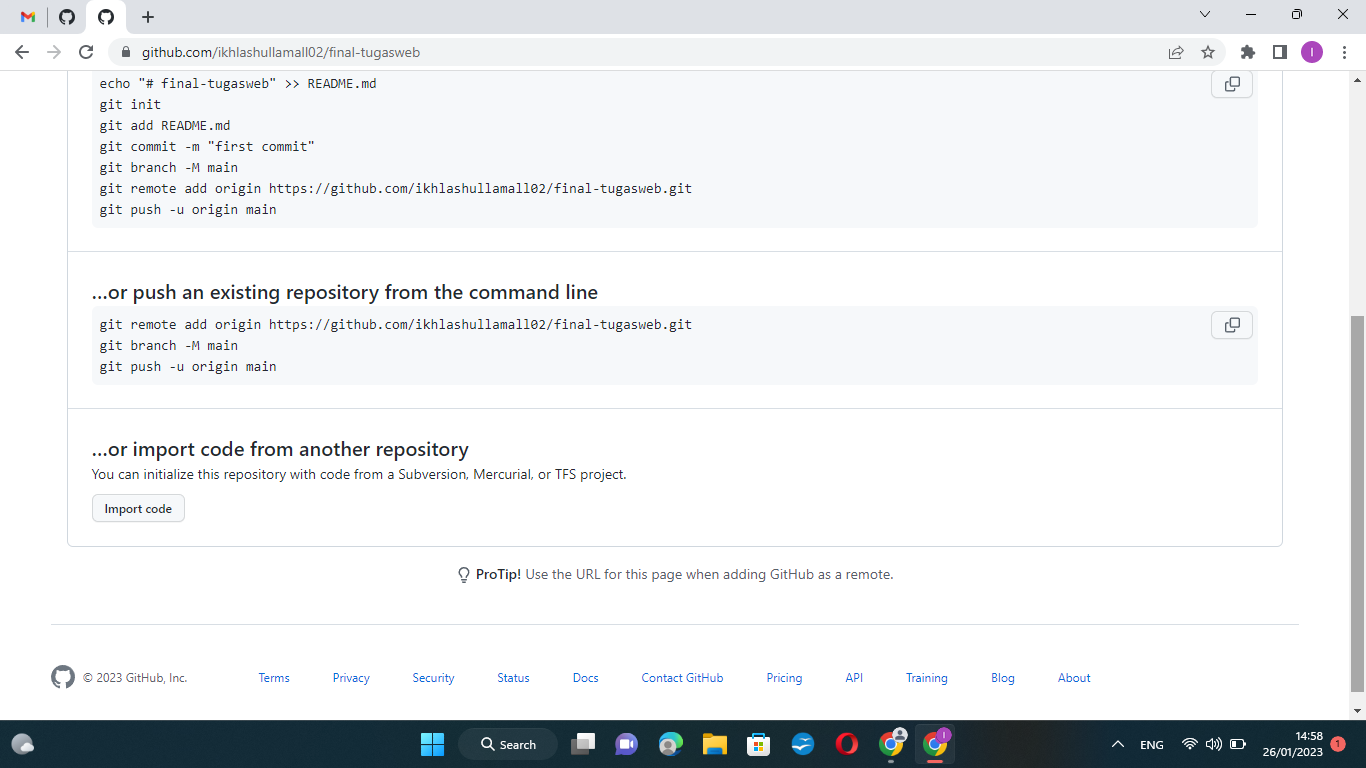 github.com/ikhlashullamall02/final-tugasweb
I
echo "# final-tugasweb" >> README.md
git init
git add README.md
git commit -m "first commit"
git branch -M main
git remote add origin https://github.com/ikhlashullamall02/final-tugasweb.git
git push -u origin main
...or push an existing repository from the command line
git remote add origin https://github.com/ikhlashullamall02/final-tugasweb.git
git branch -M main
git push -u origin main
...or import code from another repository
You can initialize this repository with code from a Subversion, Mercurial, or TFS project.
Import code
ProTip! Use the URL for this page when adding GitHub as a remote.
© 2023 GitHub, Inc. Terms Privacy Security Status Docs Contact GitHub Pricing API Training Blog About
Search
I
ENG
14:58
26/01/2023
1